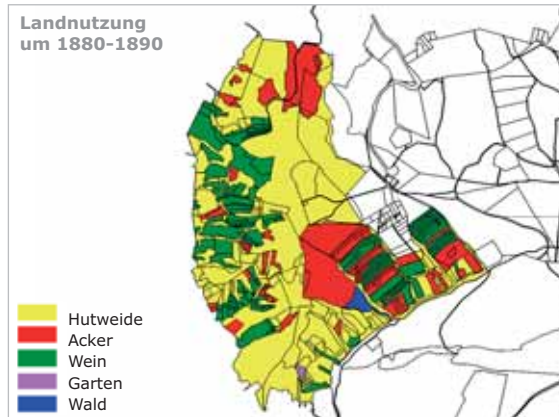 Landnutzung
um 1880-1890
Hutweide
Acker
Wein
Garten
Wald